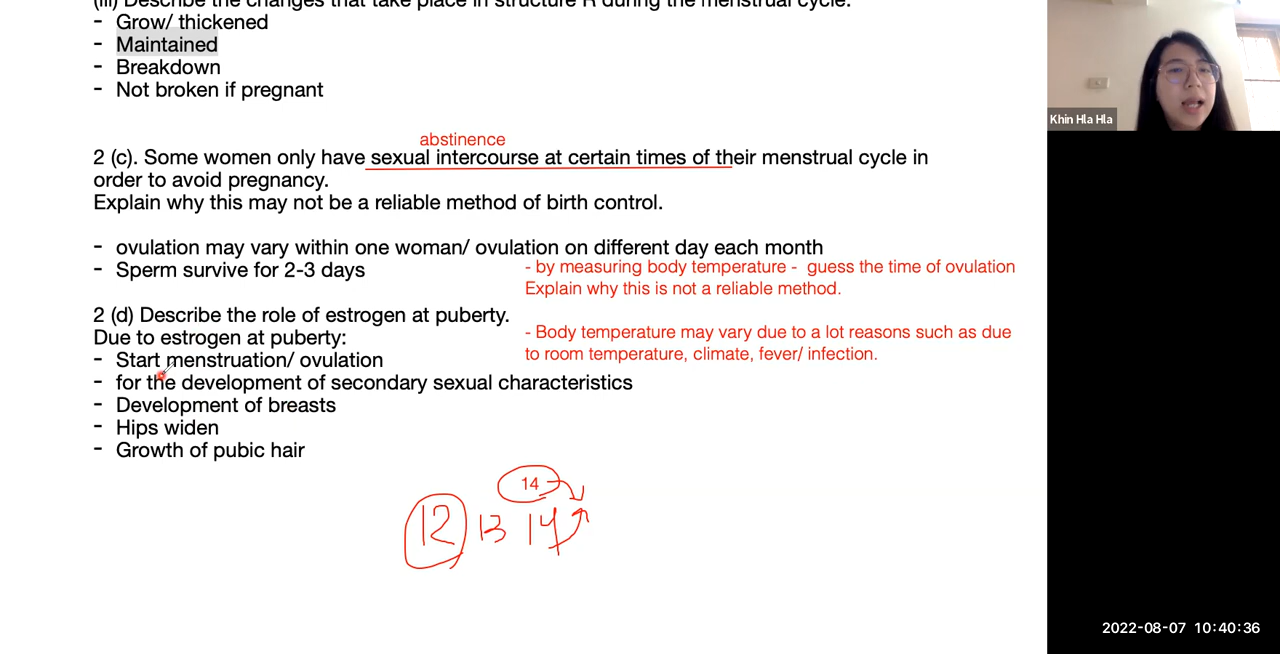 (iii) Describe the changes that take place in structure R during the menstrual cycle.
- Grow/ thickened
- Maintained
- Breakdown
- Not broken if pregnant
Khin Hla Hla
abstinence
2 (c). Some women only have sexual intercourse at certain times of their menstrual cycle in
order to avoid pregnancy.
Explain why this may not be a reliable method of birth control.
- ovulation may vary within one woman/ ovulation on different day each month
- Sperm survive for 2-3 days
- by measuring body temperature - guess the time of ovulation
Explain why this is not a reliable method.
2 (d) Describe the role of estrogen at puberty.
Due to estrogen at puberty:
- Body temperature may vary due to a lot reasons such as due
to room temperature, climate, fever/ infection.
- Start menstruation/ ovulation
- for the development of secondary sexual characteristics
- Development of breasts
- Hips widen
- Growth of pubic hair
14
12 13 14
2022-08-07 10:40:36